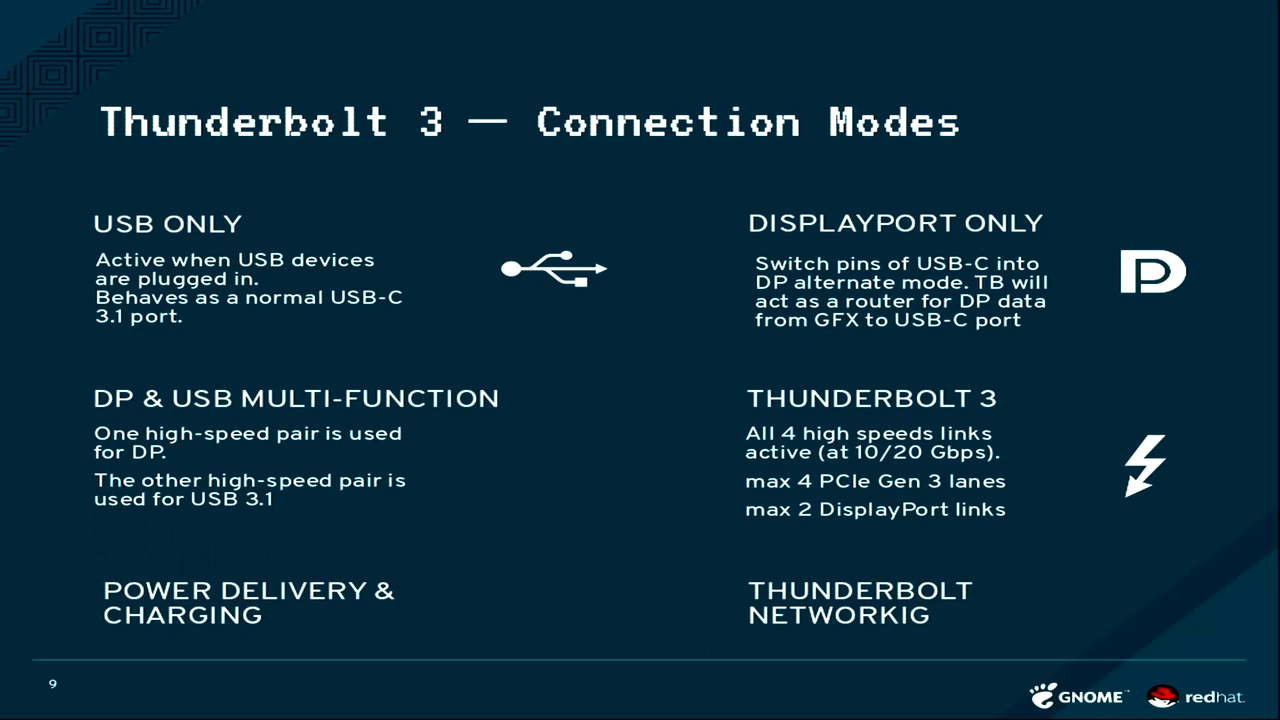 Thunderbolt 3 — Connection Modes
USB ONLY
Active when USB devices
are plugged in.
Behaves as a normal USB-C
3.1 port.
DISPLAYPORT ONLY
Switch pins of USB-C into
DP alternate mode. TB will
act as a router for DP data
from GFX to USB-C port
DP & USB MULTI-FUNCTION
One high-speed pair is used
for DP.
The other high-speed pair is
used for USB 3.1
THUNDERBOLT 3
All 4 high speeds links
active (at 10/20 Gbps).
max 4 PCIe Gen 3 lanes
max 2 DisplayPort links
POWER DELIVERY &
CHARGING
THUNDERBOLT
NETWORKIG
9
GNOME
redhat.